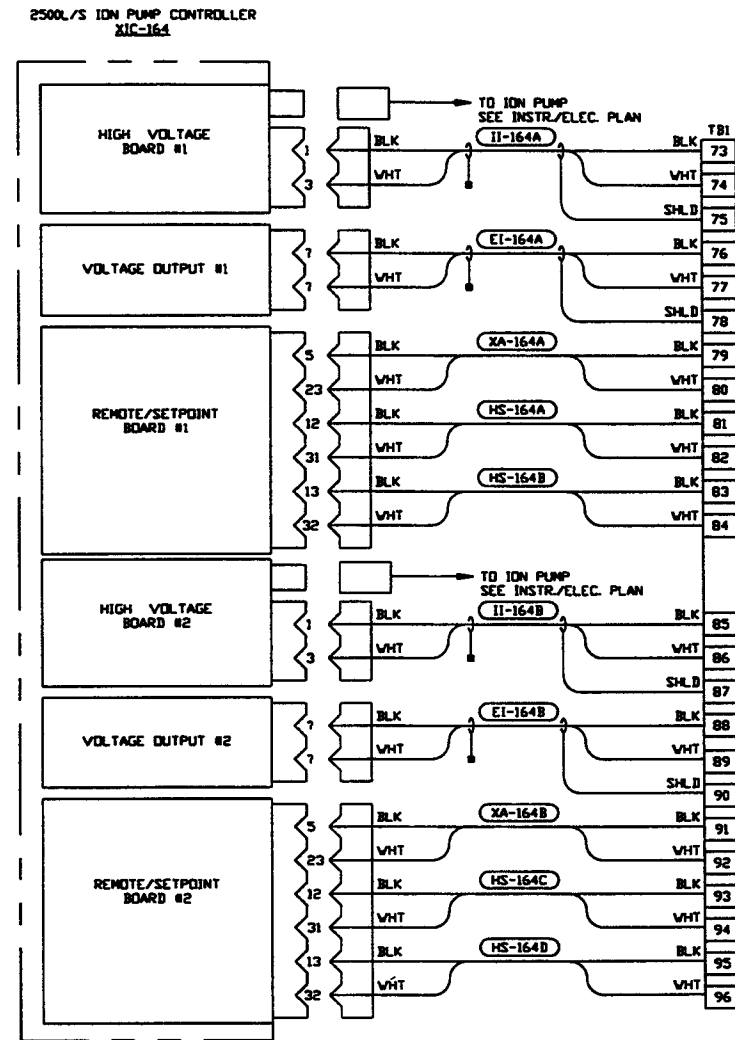 2500L/S ION PUMP CONTROLLER
XIC-164
HIGH VOLTAGE
BOARD #1
TO ION PUMP
SEE INSTR./ELEC. PLAN
TB1
1 BLK II-164A BLK 73
3 WHT WHT 74
SHLD 75
VOLTAGE OUTPUT #1
? BLK EI-164A BLK 76
? WHT WHT 77
SHLD 78
REMOTE/SETPOINT
BOARD #1
5 BLK XA-164A BLK 79
23 WHT WHT 80
12 BLK HS-164A BLK 81
31 WHT WHT 82
13 BLK HS-164B BLK 83
32 WHT WHT 84
HIGH VOLTAGE
BOARD #2
TO ION PUMP
SEE INSTR./ELEC. PLAN
1 BLK II-164B BLK 85
3 WHT WHT 86
SHLD 87
VOLTAGE OUTPUT #2
? BLK EI-164B BLK 88
? WHT WHT 89
SHLD 90
REMOTE/SETPOINT
BOARD #2
5 BLK XA-164B BLK 91
23 WHT WHT 92
12 BLK HS-164C BLK 93
31 WHT WHT 94
13 BLK HS-164D BLK 95
32 WHT WHT 96